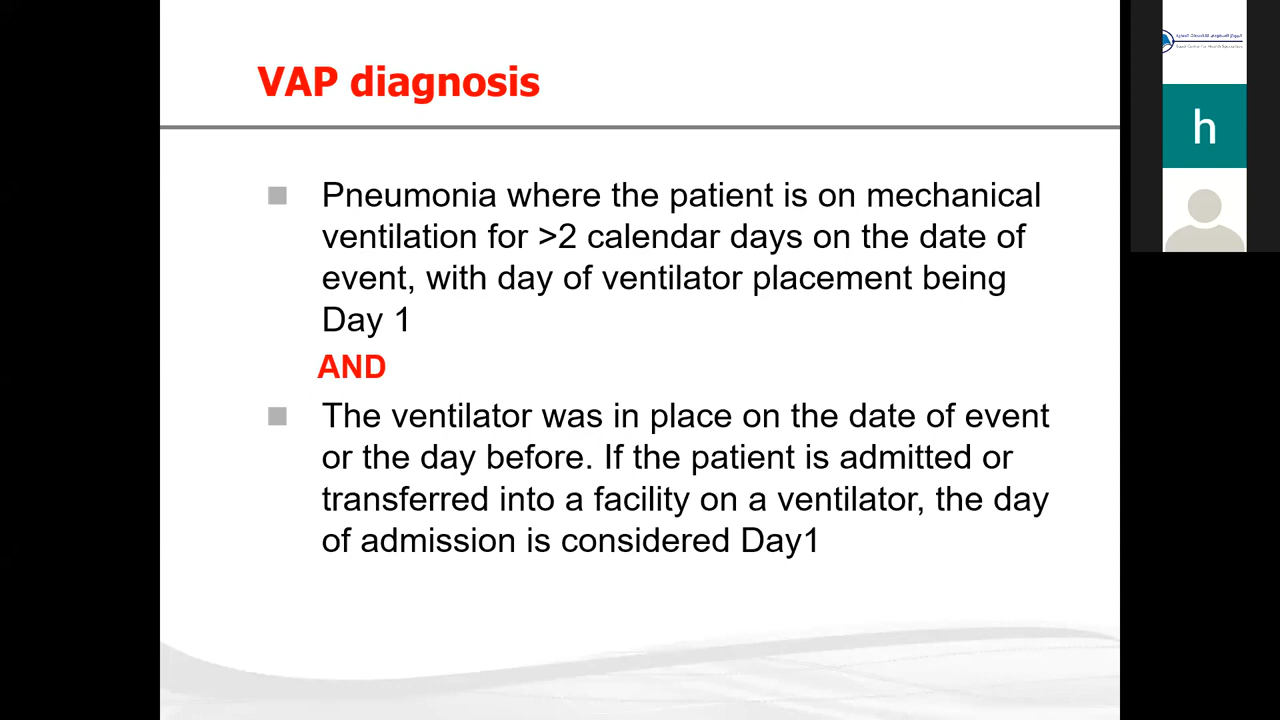 VAP diagnosis
Pneumonia where the patient is on mechanical
ventilation for >2 calendar days on the date of
event, with day of ventilator placement being
Day 1
AND
The ventilator was in place on the date of event
or the day before. If the patient is admitted or
transferred into a facility on a ventilator, the day
of admission is considered Day1
h